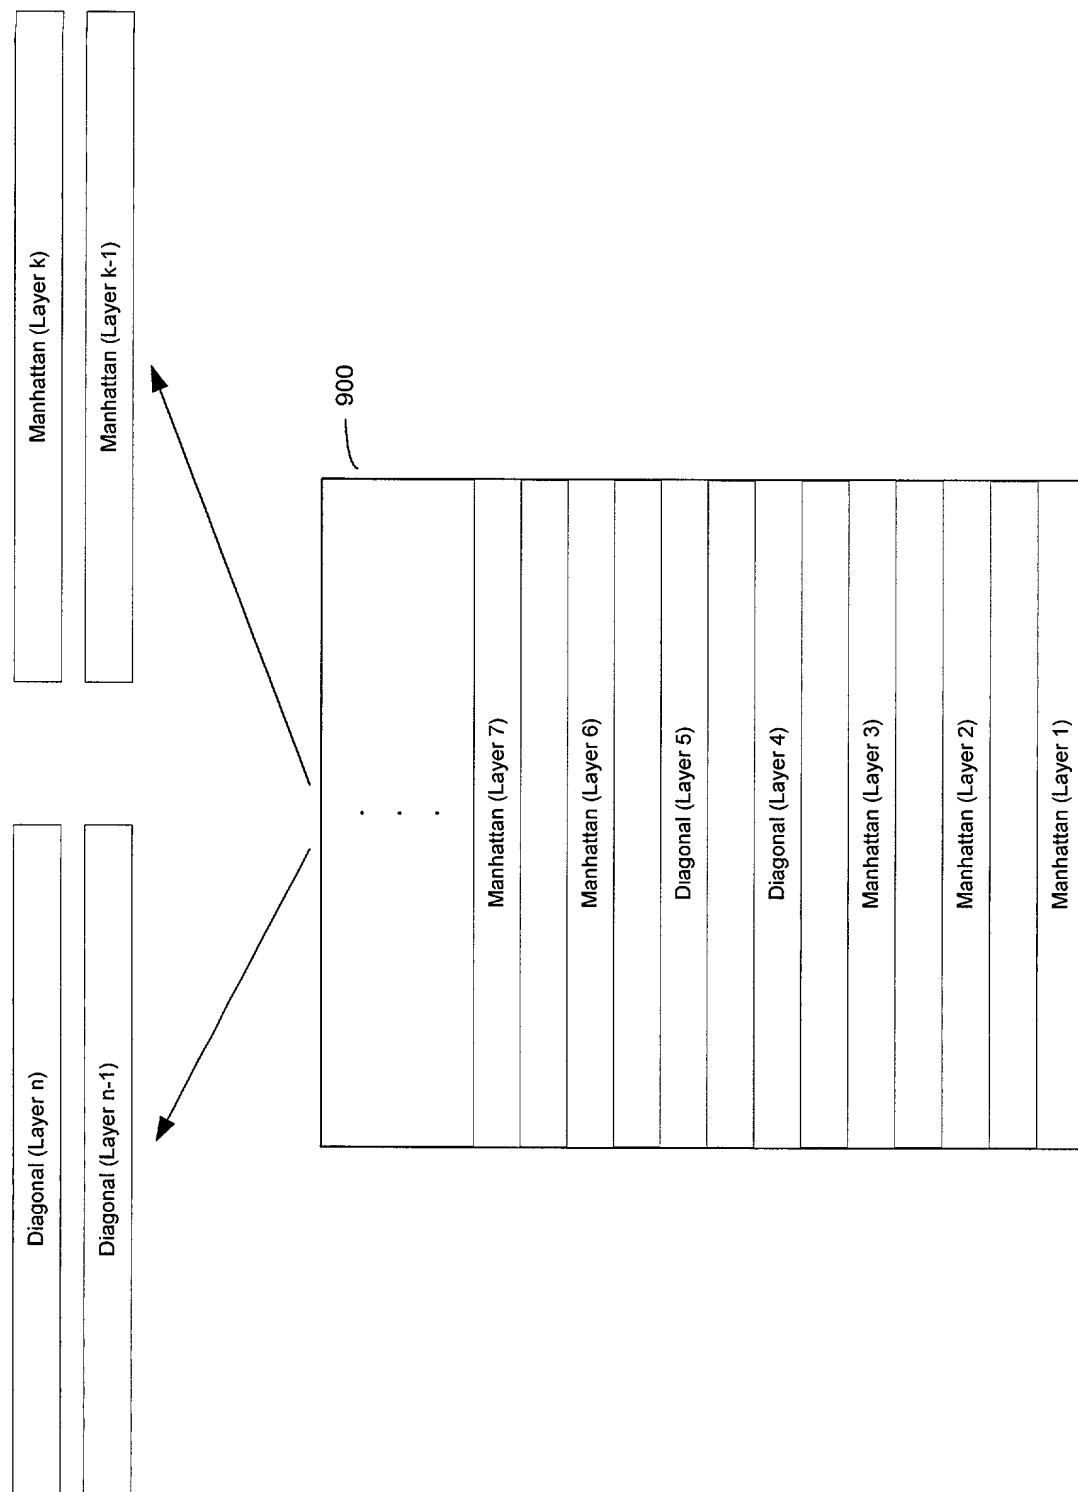 Diagonal (Layer n)
Diagonal (Layer n-1)
Manhattan (Layer k)
Manhattan (Layer k-1)
900
. . .
Manhattan (Layer 7)
Manhattan (Layer 6)
Diagonal (Layer 5)
Diagonal (Layer 4)
Manhattan (Layer 3)
Manhattan (Layer 2)
Manhattan (Layer 1)